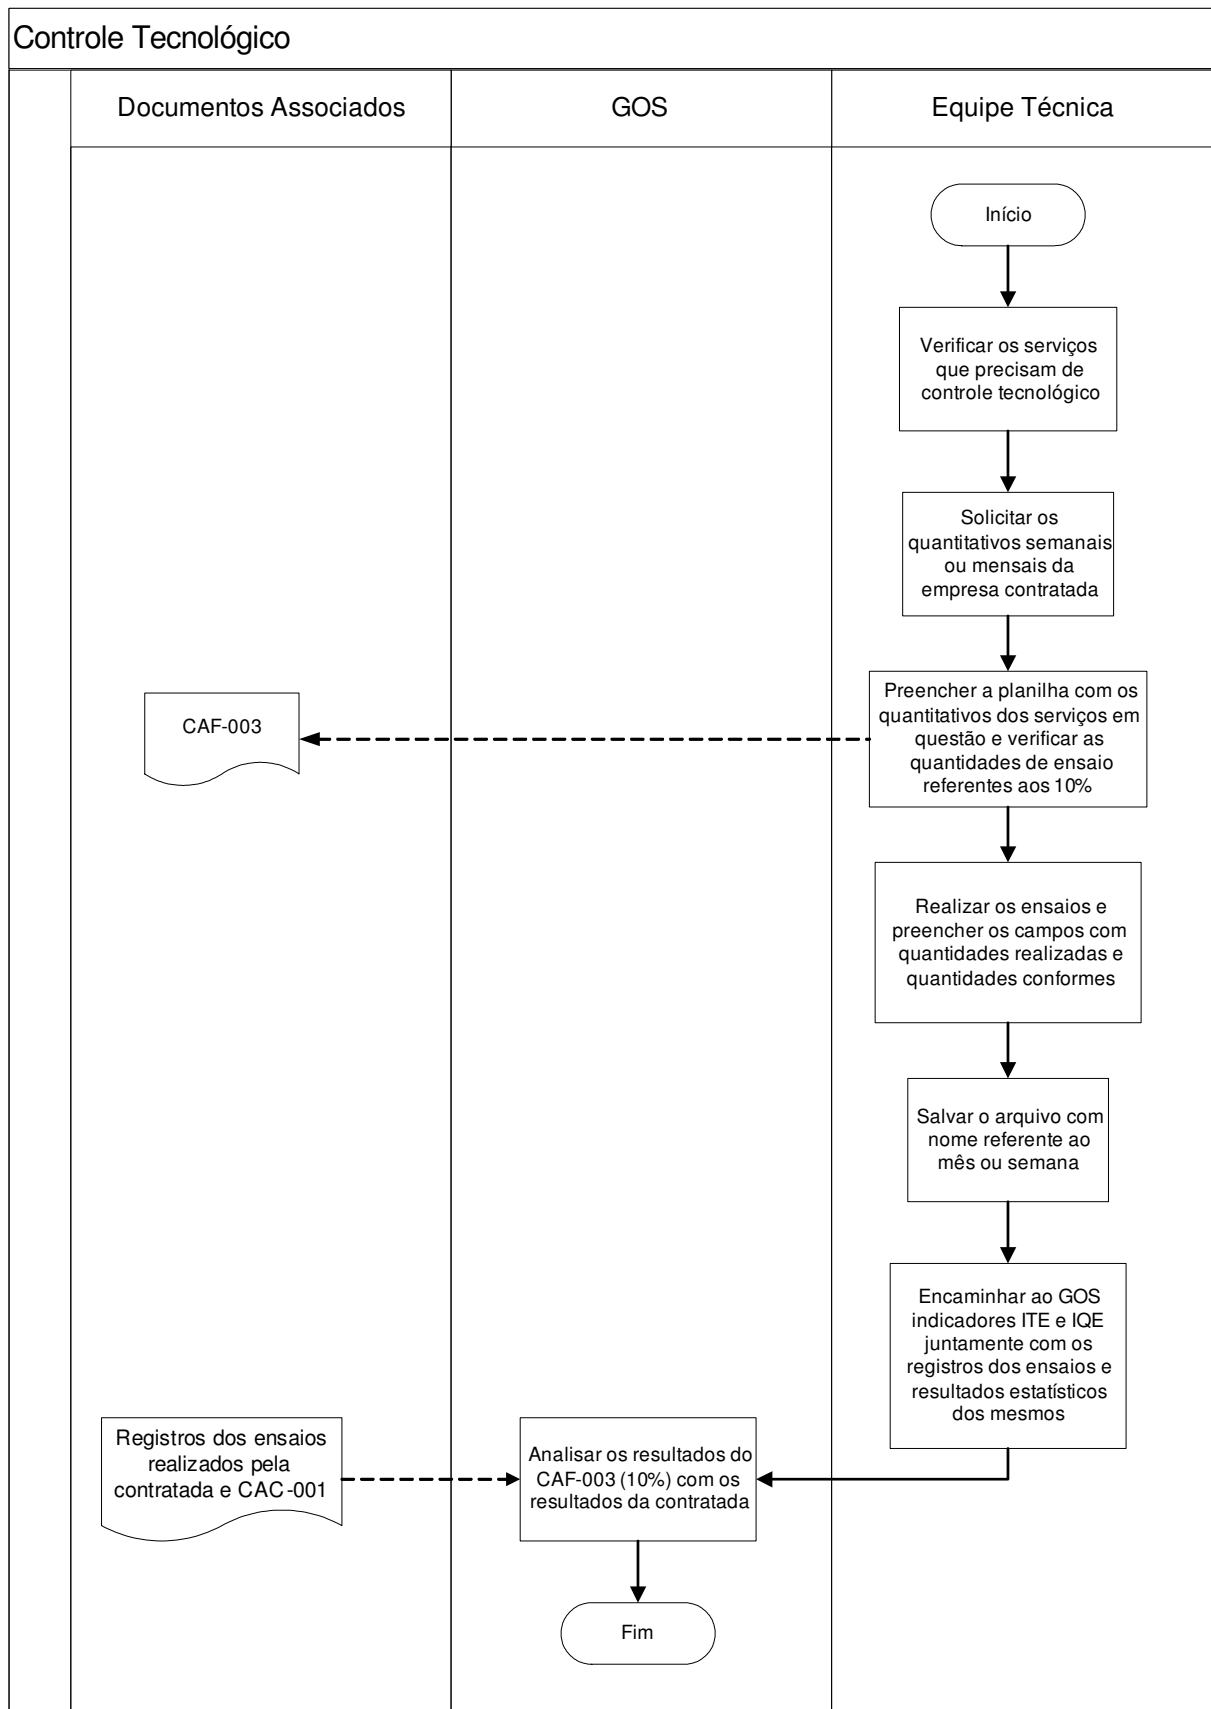 Controle Tecnológico
Documentos Associados
GOS
Equipe Técnica
Início
Verificar os serviços
que precisam de
controle tecnológico
Solicitar os
quantitativos semanais
ou mensais da
empresa contratada
Preencher a planilha com os
quantitativos dos serviços em
questão e verificar as
quantidades de ensaio
referentes aos 10%
CAF-003
Realizar os ensaios e
preencher os campos com
quantidades realizadas e
quantidades conformes
Salvar o arquivo com
nome referente ao
mês ou semana
Encaminhar ao GOS
indicadores ITE e IQE
juntamente com os
registros dos ensaios e
resultados estatísticos
dos mesmos
Registros dos ensaios
realizados pela
contratada e CAC-001
Analisar os resultados do
CAF-003 (10%) com os
resultados da contratada
Fim